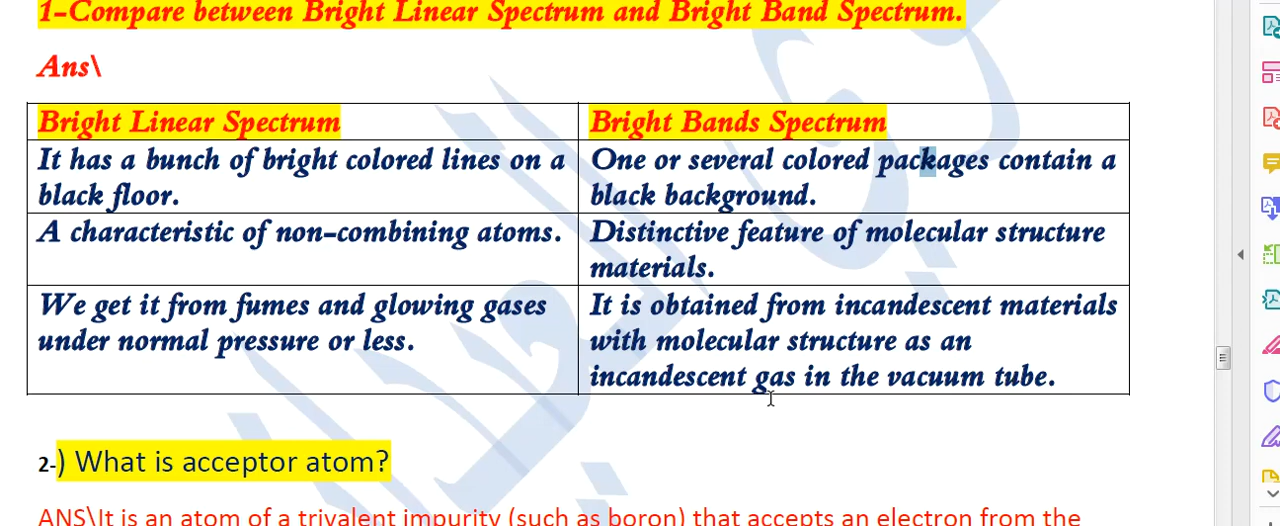 1-Compare between Bright Linear Spectrum and Bright Band Spectrum.
Ans\
Bright Linear Spectrum
Bright Bands Spectrum
It has a bunch of bright colored lines on a
black floor.
One or several colored packages contain a
black background.
A characteristic of non-combining atoms.
Distinctive feature of molecular structure
materials.
We get it from fumes and glowing gases
under normal pressure or less.
It is obtained from incandescent materials
with molecular structure as an
incandescent gas in the vacuum tube.
2-) What is acceptor atom?
ANS\It is an atom of a trivalent impurity (such as boron) that accepts an electron from the